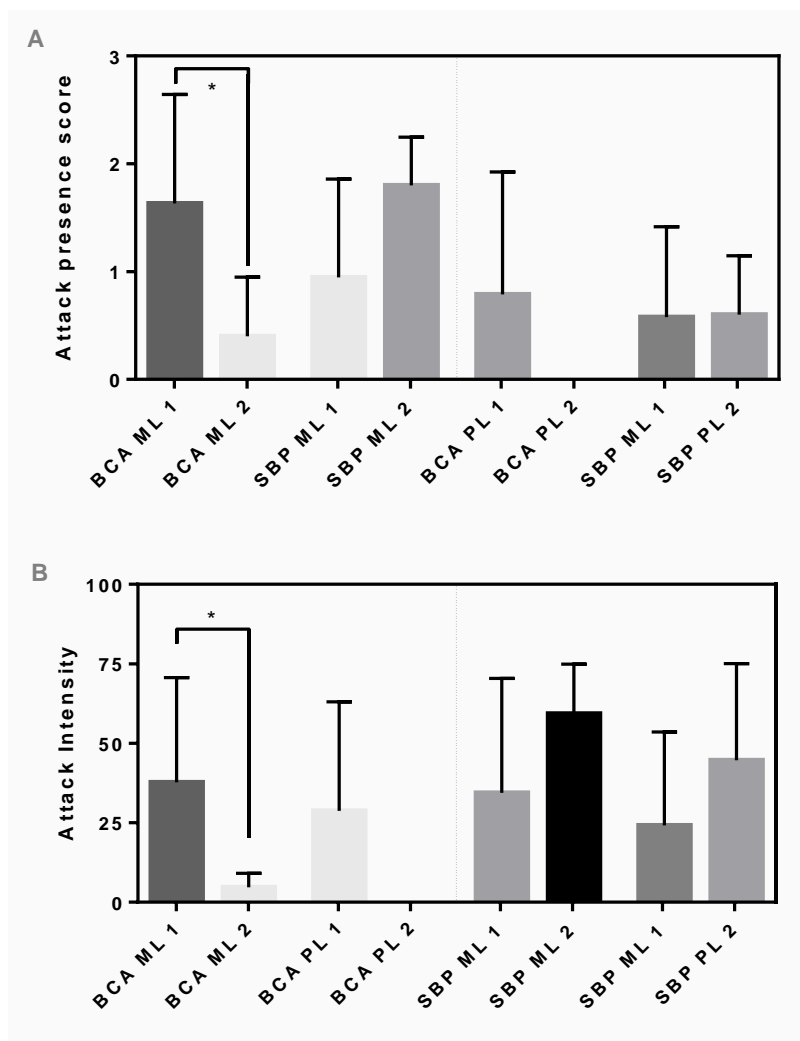 A
Attack presence score
3
*
2
1
0
BCA ML 1
BCA ML 2
SBP ML 1
SBP ML 2
BCA PL 1
BCA PL 2
SBP ML 1
SBP PL 2
B
Attack Intensity
100
*
75
50
25
0
BCA ML 1
BCA ML 2
BCA PL 1
BCA PL 2
SBP ML 1
SBP ML 2
SBP ML 1
SBP PL 2